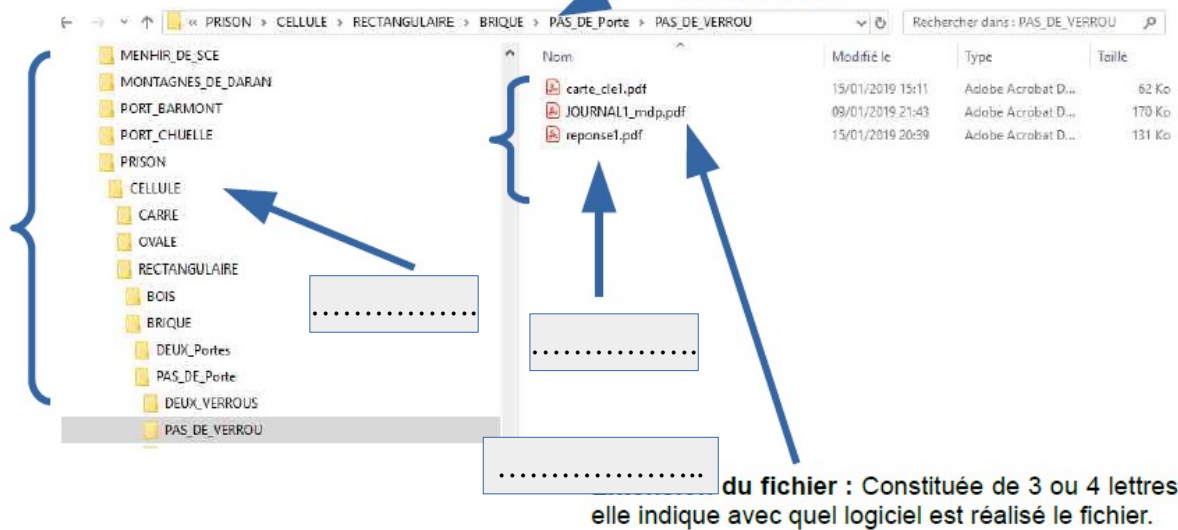 « PRISON > CELLULE > RECTANGULAIRE > BRIQUE > PAS_DE_Porte > PAS_DE_VERROU
Rechercher dans : PAS_DE_VERROU
MENHIR_DE_SCE
MONTAGNES_DE_DARAN
PORT_BARMONT
PORT_CHUELLE
PRISON
CELLULE
CARRE
OVALE
RECTANGULAIRE
BOIS
BRIQUE
DEUX_Portes
PAS_DE_Porte
DEUX_VERROUS
PAS_DE_VERROU
Nom Modifié le Type Taille
carte_cle1.pdf 15/01/2019 15:11 Adobe Acrobat D... 62 Ko
JOURNAL1_mdp.pdf 09/01/2019 21:43 Adobe Acrobat D... 170 Ko
reponse1.pdf 15/01/2019 20:39 Adobe Acrobat D... 131 Ko
................
................
....................
du fichier : Constituée de 3 ou 4 lettres
elle indique avec quel logiciel est réalisé le fichier.